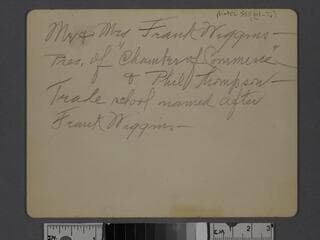 Mr & Mrs Frank Wiggins -
Pres. of "Chamber of Commerce"
& Phil Thompson -
Trade school named after
Frank Wiggins -